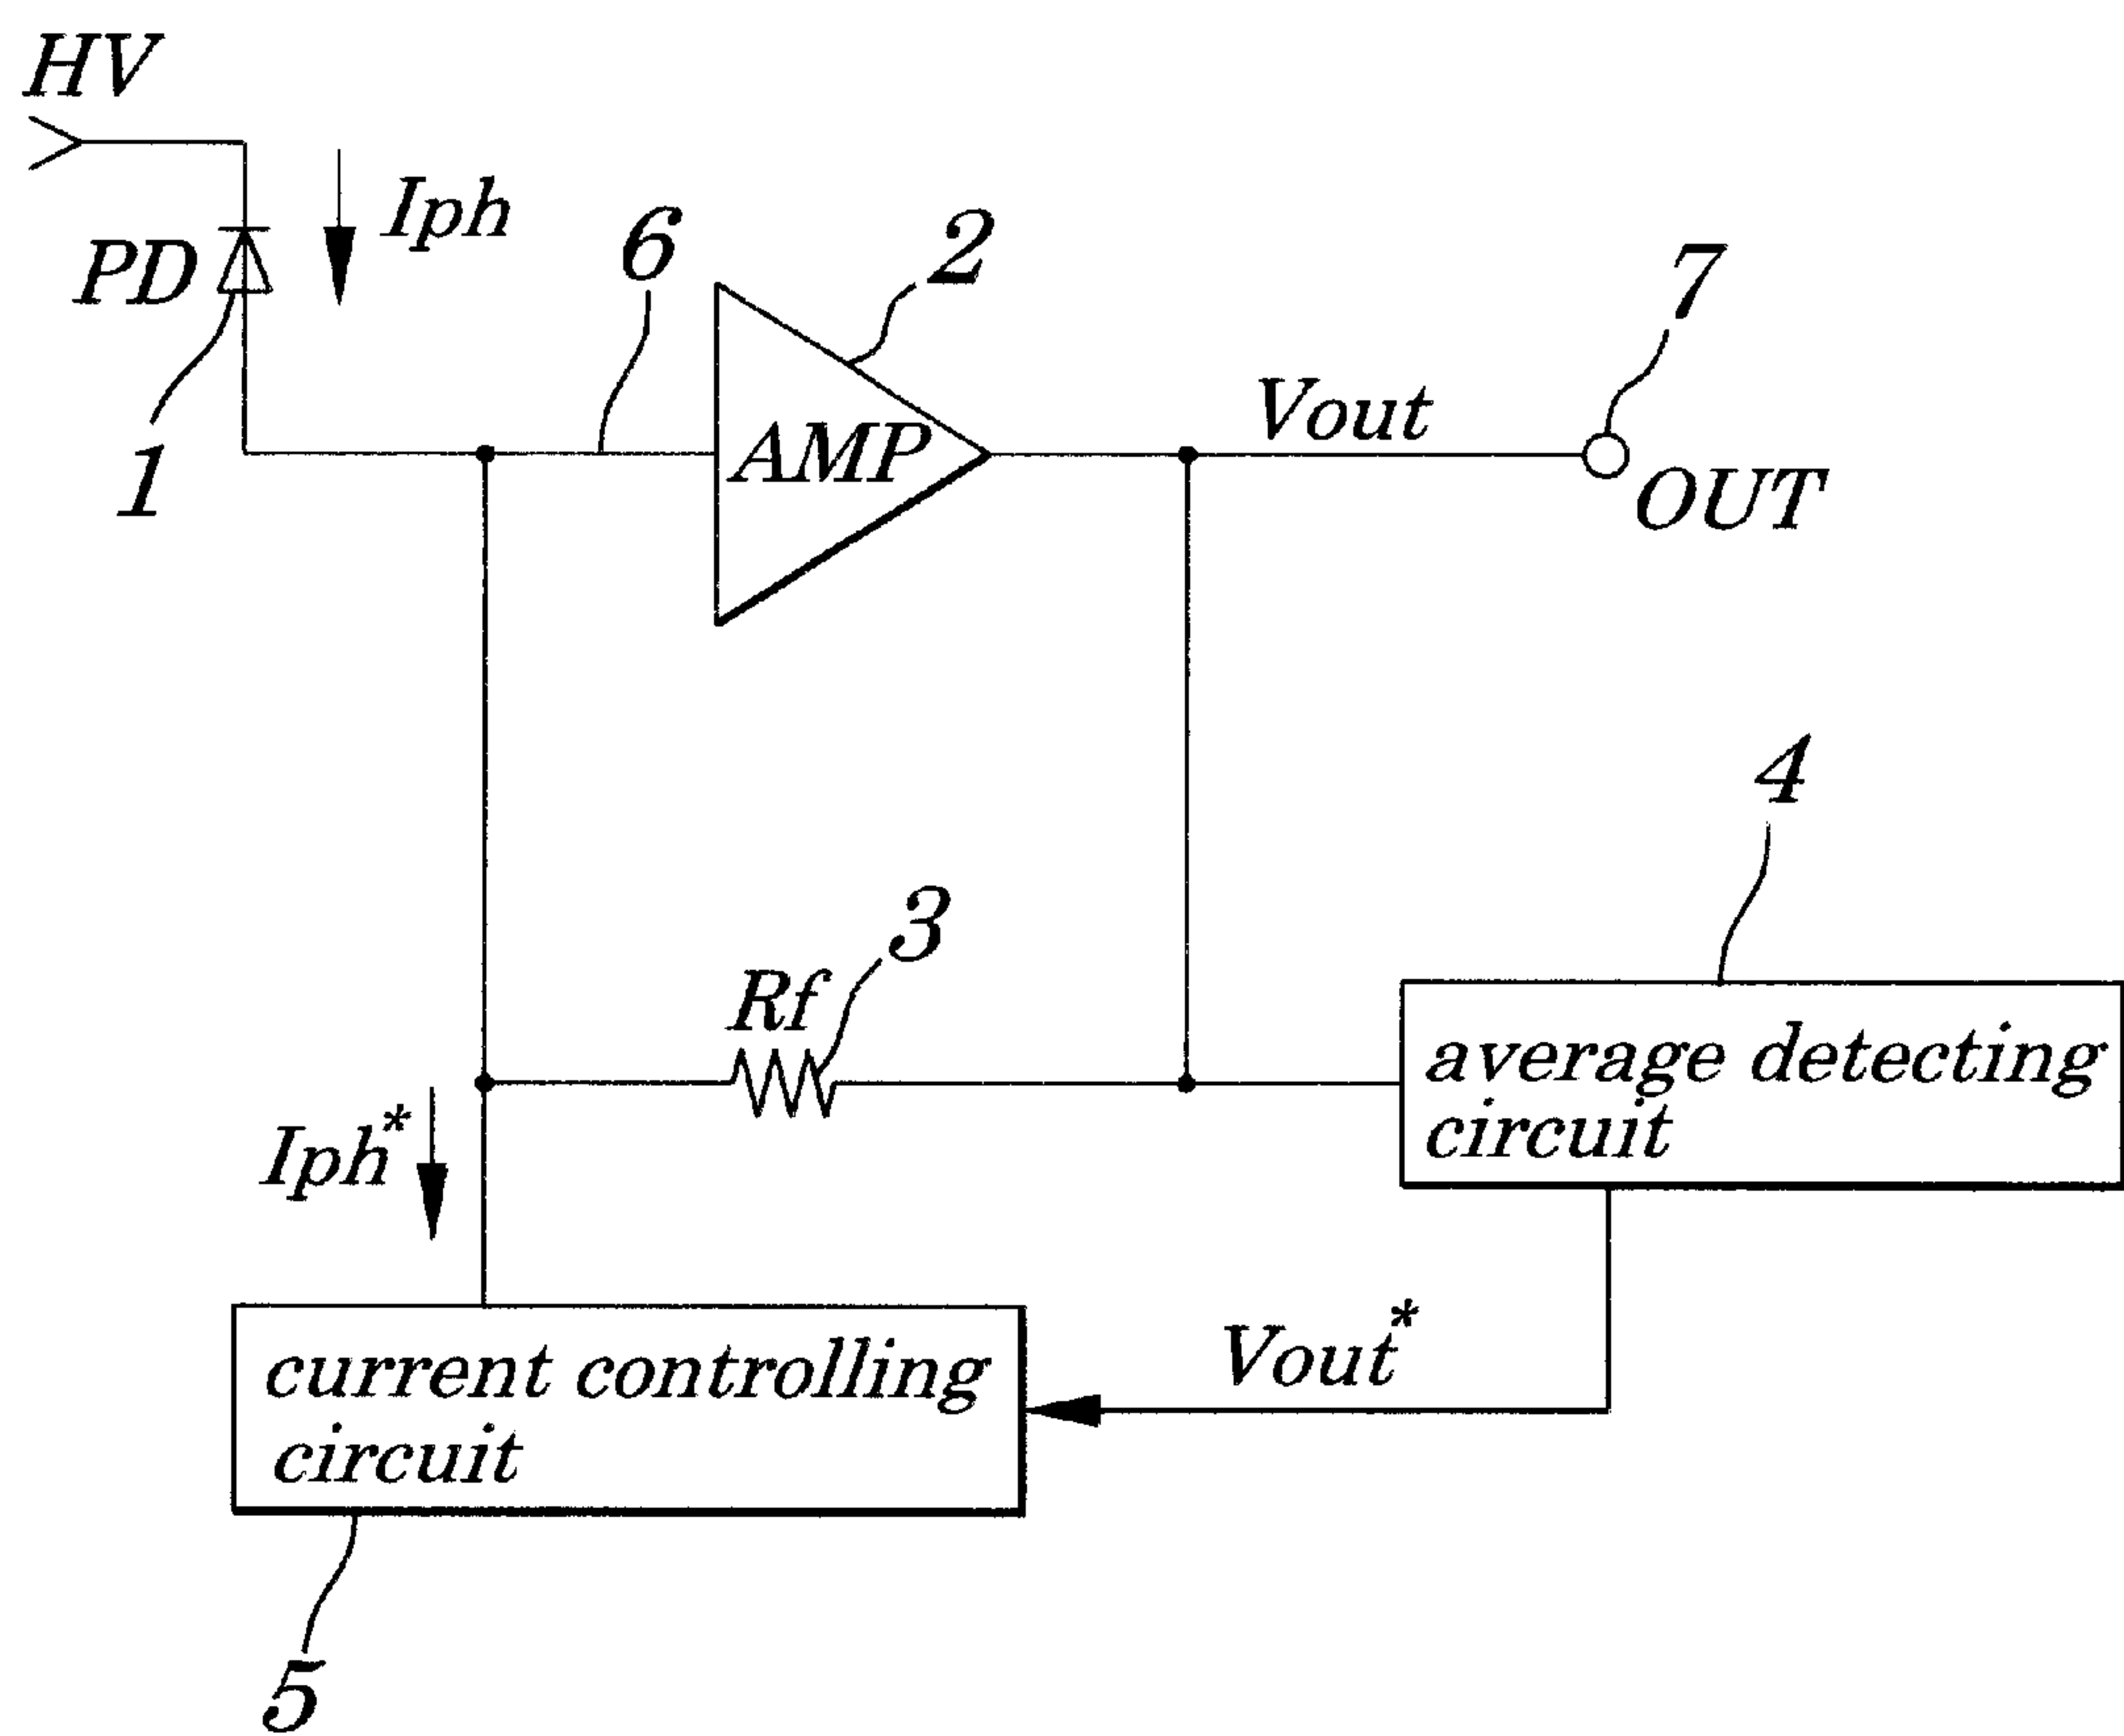 HV
Iph
PD
1
6
2
AMP
Vout
7
OUT
4
3
Rf
average detecting
circuit
Iph*
current controlling
circuit
Vout*
5